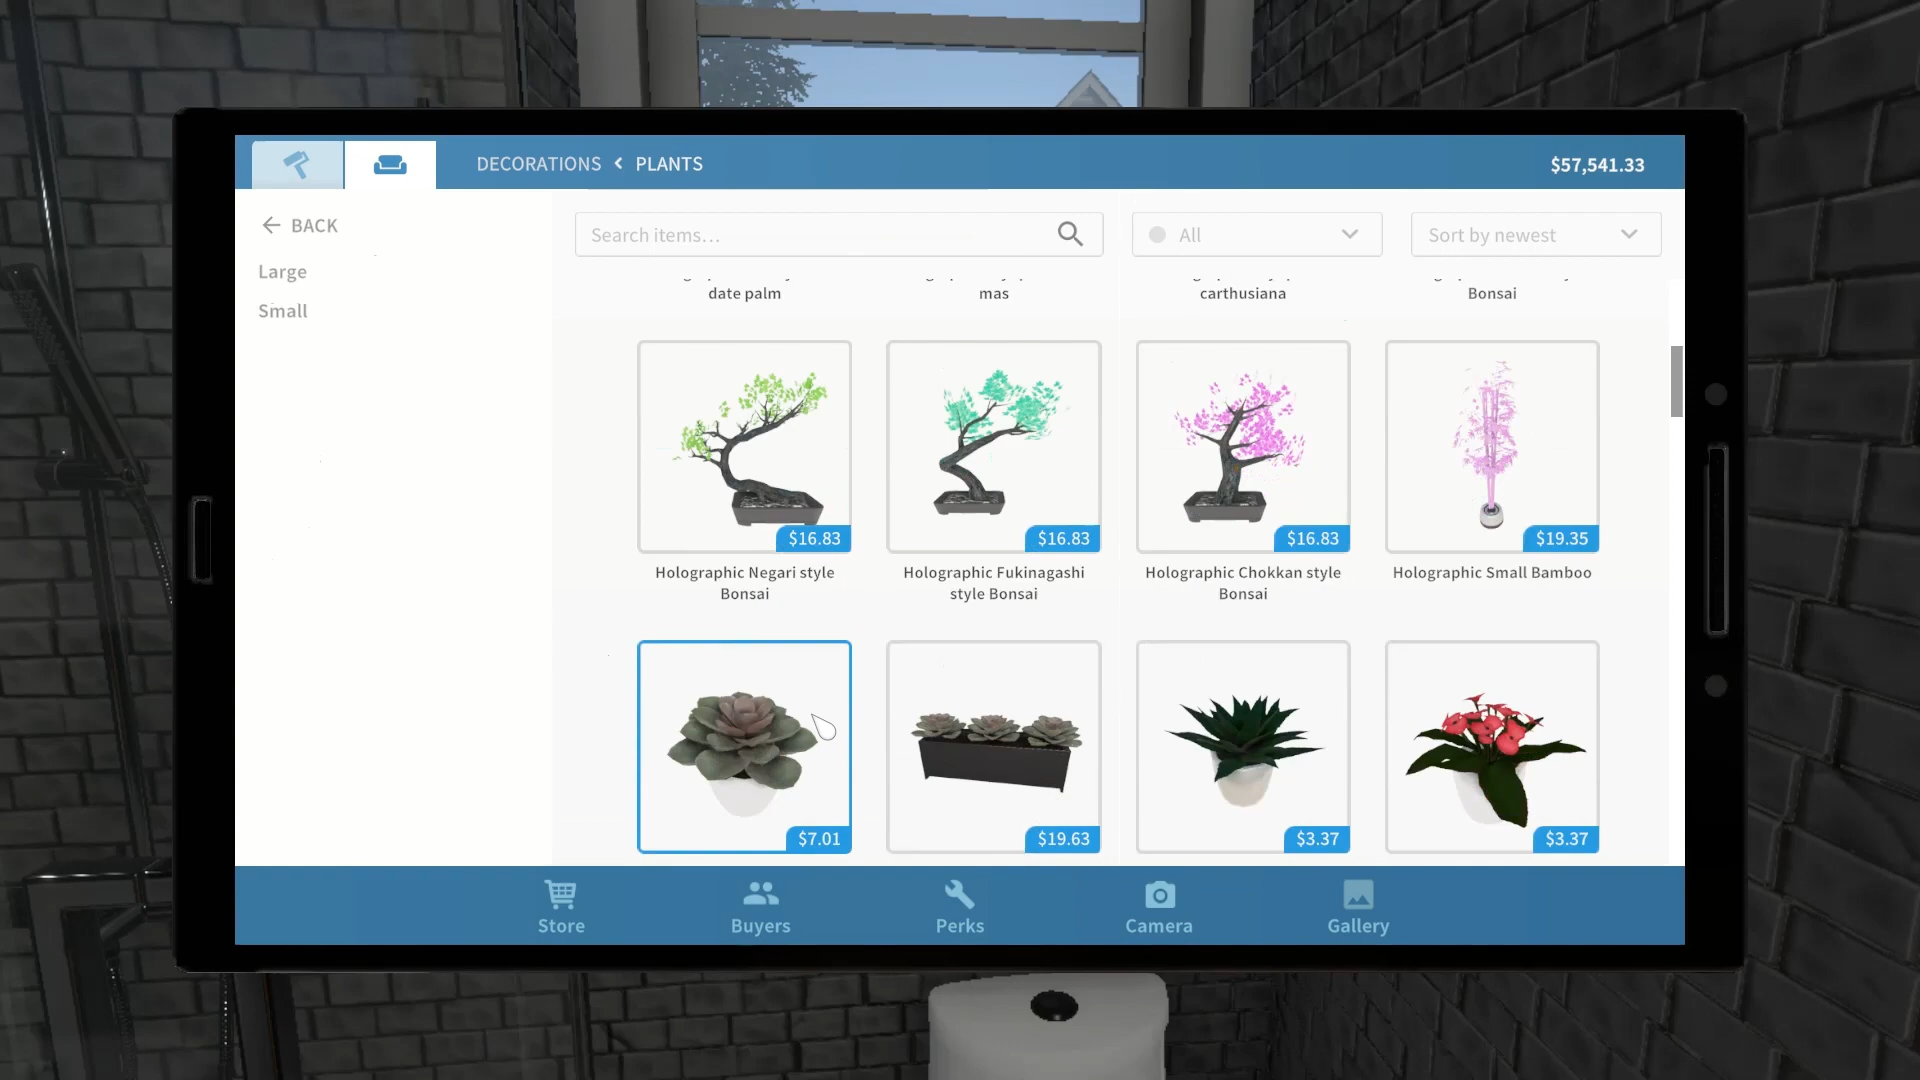 DECORATIONS < PLANTS
$57,541.33
BACK
Search items...
All
Sort by newest
Large
Small
date palm
mas
carthusiana
Bonsai
$16.83
$16.83
$16.83
$19.35
Holographic Negari style
Bonsai
Holographic Fukinagashi
style Bonsai
Holographic Chokkan style
Bonsai
Holographic Small Bamboo
$7.01
$19.63
$3.37
$3.37
Store
Buyers
Perks
Camera
Gallery